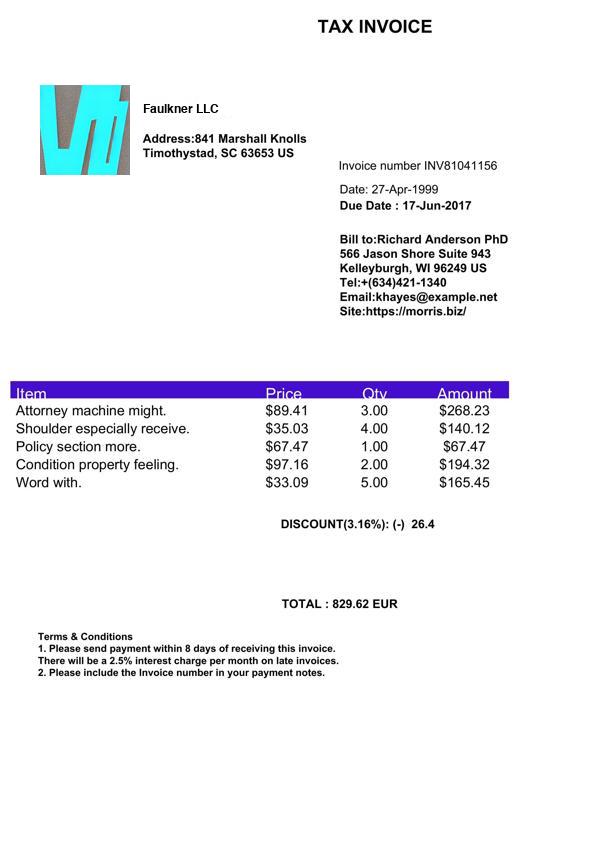 TAX INVOICE
Faulkner LLC
Address:841 Marshall Knolls
Timothystad, SC 63653 US
Invoice number INV81041156
Date: 27-Apr-1999
Due Date : 17-Jun-2017
Bill to:Richard Anderson PhD
566 Jason Shore Suite 943
Kelleyburgh, WI 96249 US
Tel:+(634)421-1340
Email:khayes@example.net
Site:https://morris.biz/
Item Price Qty Amount
Attorney machine might. $89.41 3.00 $268.23
Shoulder especially receive. $35.03 4.00 $140.12
Policy section more. $67.47 1.00 $67.47
Condition property feeling. $97.16 2.00 $194.32
Word with. $33.09 5.00 $165.45
DISCOUNT(3.16%): (-) 26.4
TOTAL : 829.62 EUR
Terms & Conditions
1. Please send payment within 8 days of receiving this invoice.
There will be a 2.5% interest charge per month on late invoices.
2. Please include the Invoice number in your payment notes.